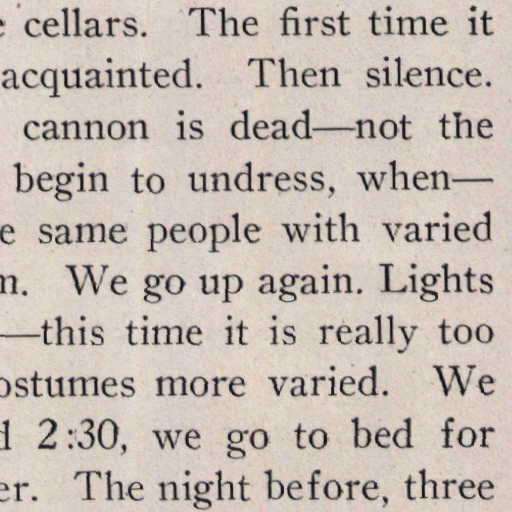 cellars. The first time it
acquainted. Then silence.
cannon is dead—not the
begin to undress, when—
e same people with varied
n. We go up again. Lights
—this time it is really too
ostumes more varied. We
d 2:30, we go to bed for
er. The night before, three